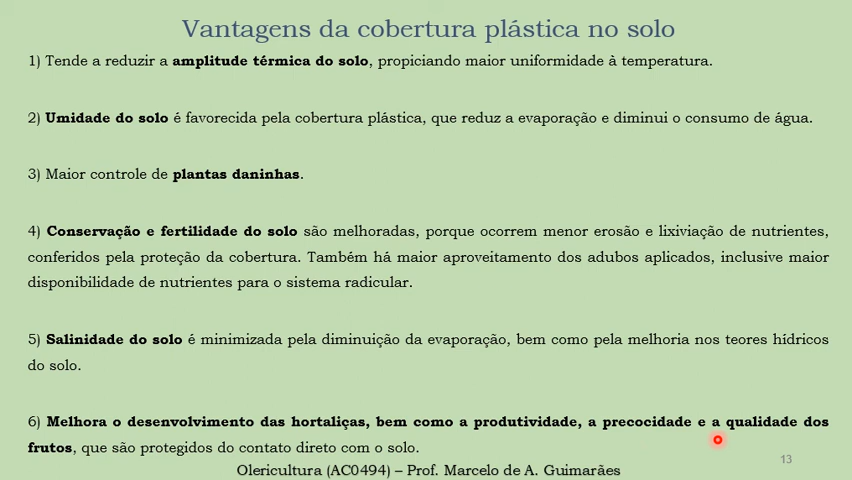 Vantagens da cobertura plástica no solo
1) Tende a reduzir a amplitude térmica do solo, propiciando maior uniformidade à temperatura.
2) Umidade do solo é favorecida pela cobertura plástica, que reduz a evaporação e diminui o consumo de água.
3) Maior controle de plantas daninhas.
4) Conservação e fertilidade do solo são melhoradas, porque ocorrem menor erosão e lixiviação de nutrientes,
conferidos pela proteção da cobertura. Também há maior aproveitamento dos adubos aplicados, inclusive maior
disponibilidade de nutrientes para o sistema radicular.
5) Salinidade do solo é minimizada pela diminuição da evaporação, bem como pela melhoria nos teores hídricos
do solo.
6) Melhora o desenvolvimento das hortaliças, bem como a produtividade, a precocidade e a qualidade dos
frutos, que são protegidos do contato direto com o solo.
13
Olericultura (AC0494) – Prof. Marcelo de A. Guimarães